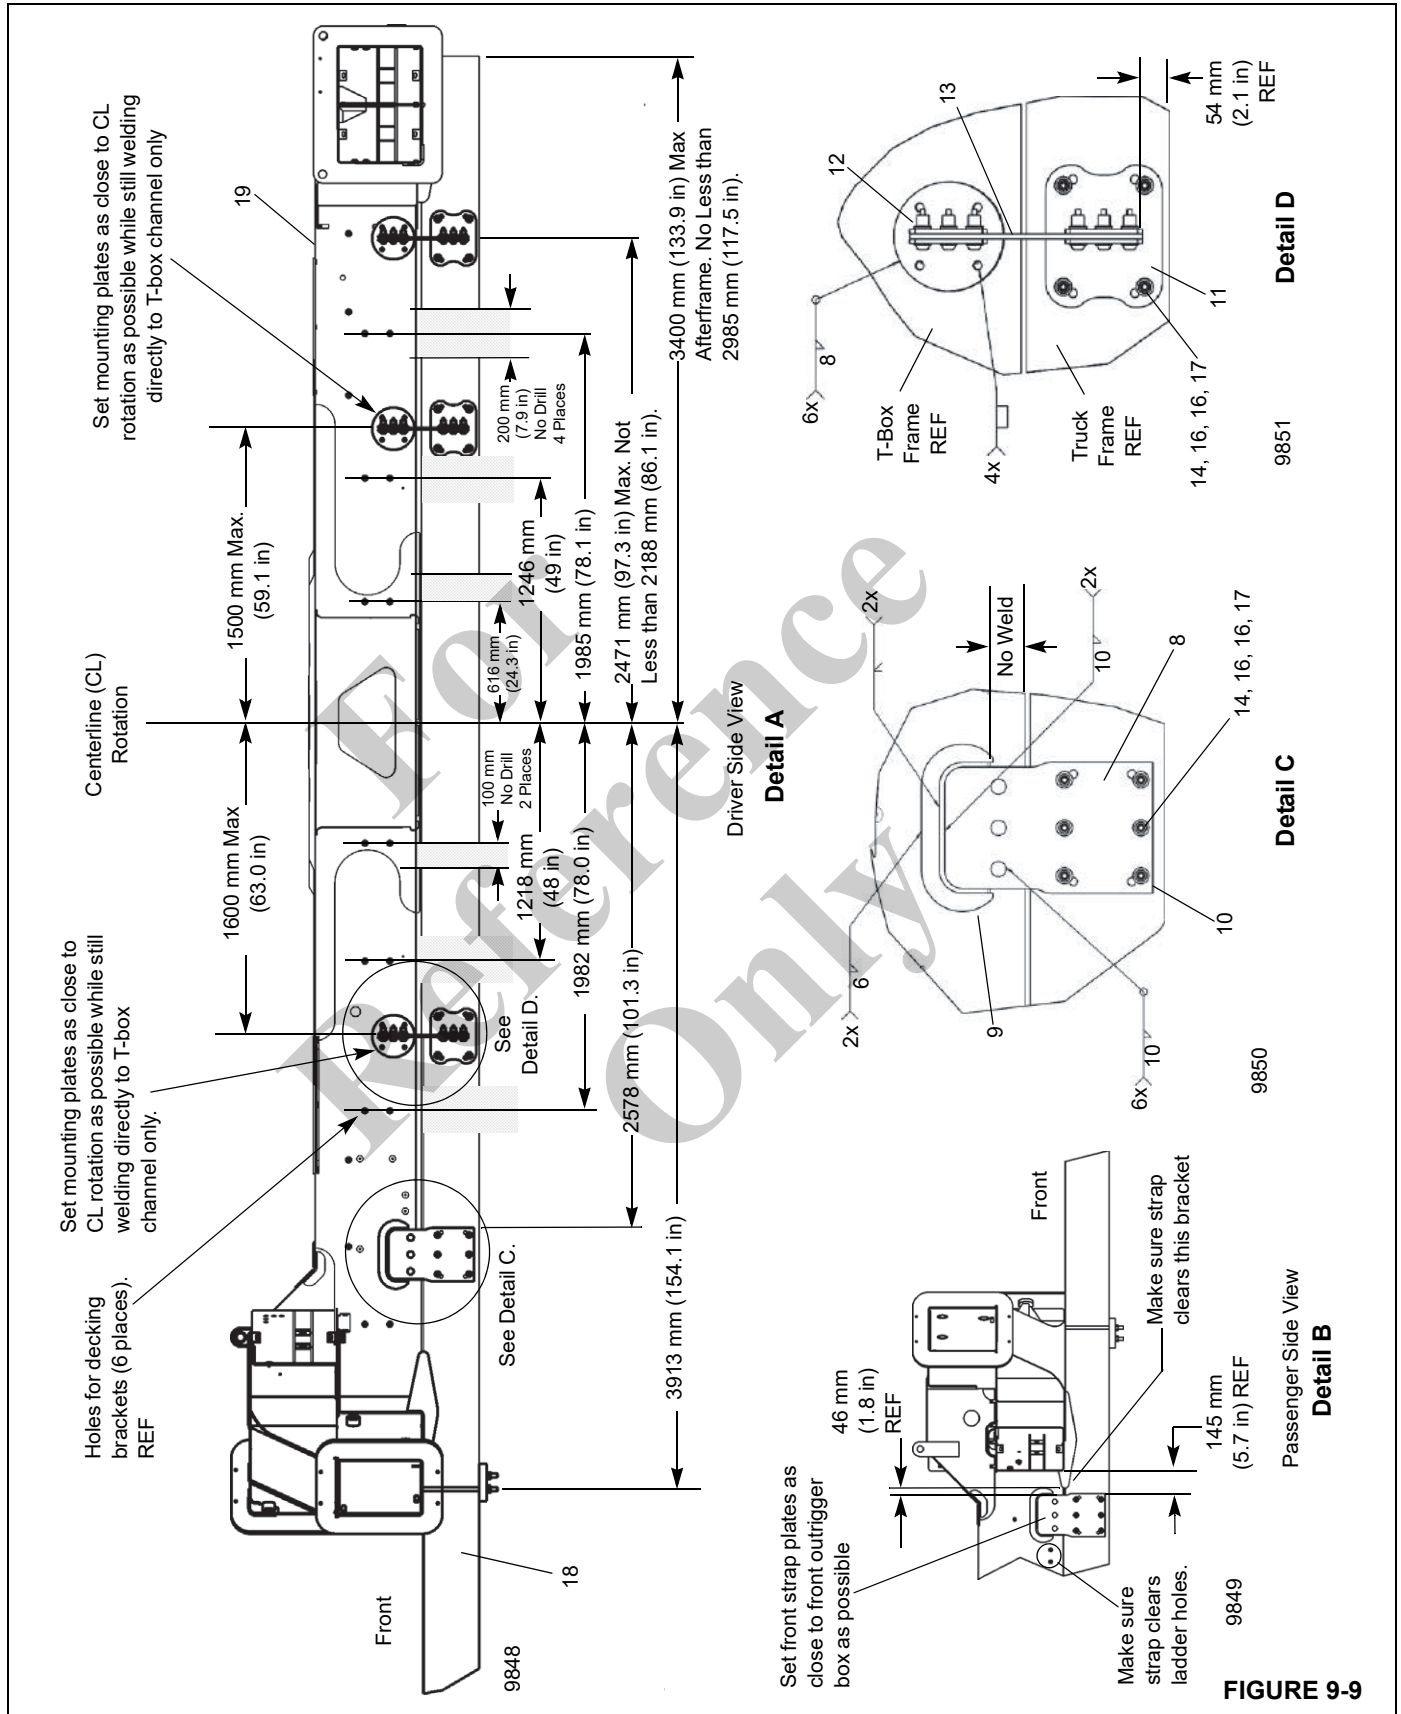 Set mounting plates as close to CL
rotation as possible while still welding
directly to T-box channel only
19
Centerline (CL)
Rotation
1500 mm Max.
(59.1 in)
1600 mm Max
(63.0 in)
Set mounting plates as close to
CL rotation as possible while still
welding directly to T-box
channel only.
Holes for decking
brackets (6 places).
REF
Front
18
9848
See Detail C.
See
Detail D.
100 mm
No Drill
2 Places
200 mm
(7.9 in)
No Drill
4 Places
616 mm
(24.3 in)
1246 mm
(49 in)
1218 mm
(48 in)
1985 mm (78.1 in)
1982 mm (78.0 in)
2471 mm (97.3 in) Max. Not
Less than 2188 mm (86.1 in).
2578 mm (101.3 in)
3400 mm (133.9 in) Max
Afterframe. No Less than
2985 mm (117.5 in).
3913 mm (154.1 in)
Driver Side View
Detail A
Set front strap plates as
close to front outrigger
box as possible
46 mm
(1.8 in)
REF
Front
Make sure strap
clears this bracket
145 mm
(5.7 in) REF
Make sure
strap clears
ladder holes.
9849
Passenger Side View
Detail B
2x
6
2x
No Weld
2x
10
8
14, 16, 16, 17
9
10
6x
10
9850
Detail C
12
13
54 mm
(2.1 in)
REF
6x
8
T-Box
Frame
REF
4x
Truck
Frame
REF
14, 16, 16, 17
11
9851
Detail D
For
Reference
Only
FIGURE 9-9